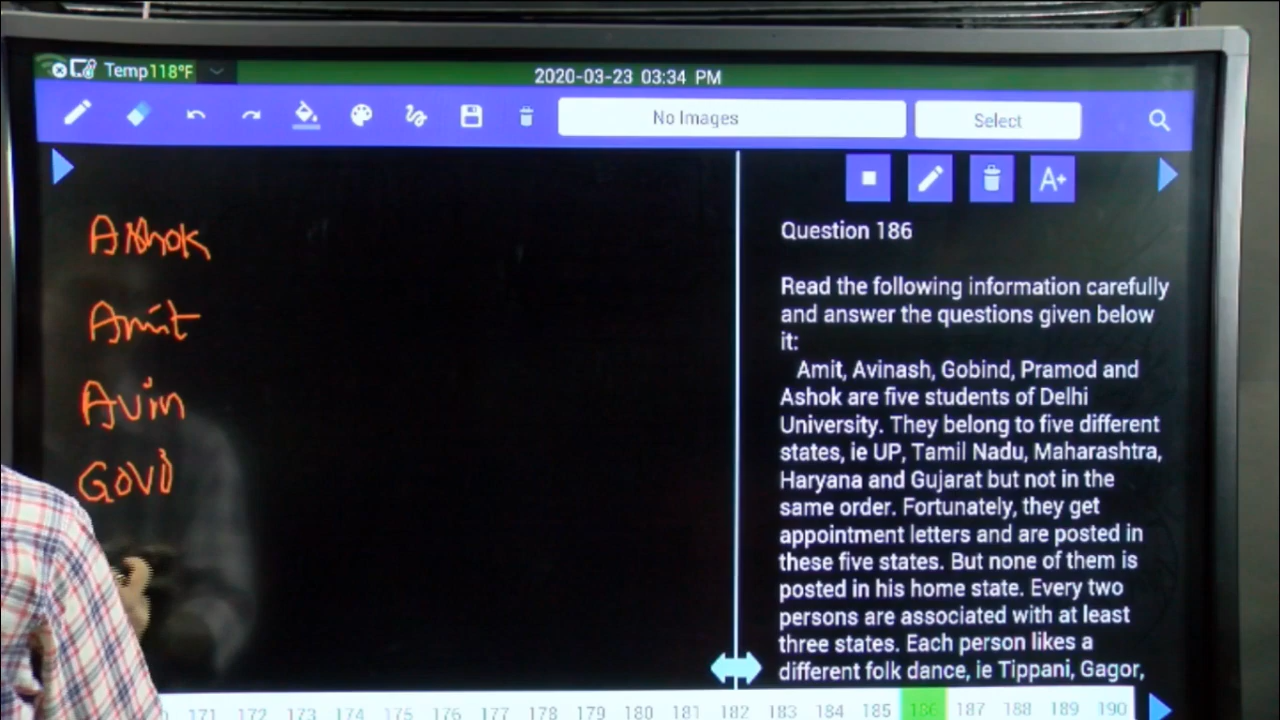 Temp118°F
2020-03-23 03:34 PM
No Images
Select
A+
Ashok
Amit
Avin
Govi
Question 186
Read the following information carefully
and answer the questions given below
it:
Amit, Avinash, Gobind, Pramod and
Ashok are five students of Delhi
University. They belong to five different
states, ie UP, Tamil Nadu, Maharashtra,
Haryana and Gujarat but not in the
same order. Fortunately, they get
appointment letters and are posted in
these five states. But none of them is
posted in his home state. Every two
persons are associated with at least
three states. Each person likes a
different folk dance, ie Tippani, Gagor,
171 172 173 174 175 176 177 178 179 180 181 182 183 184 185 186 187 188 189 190